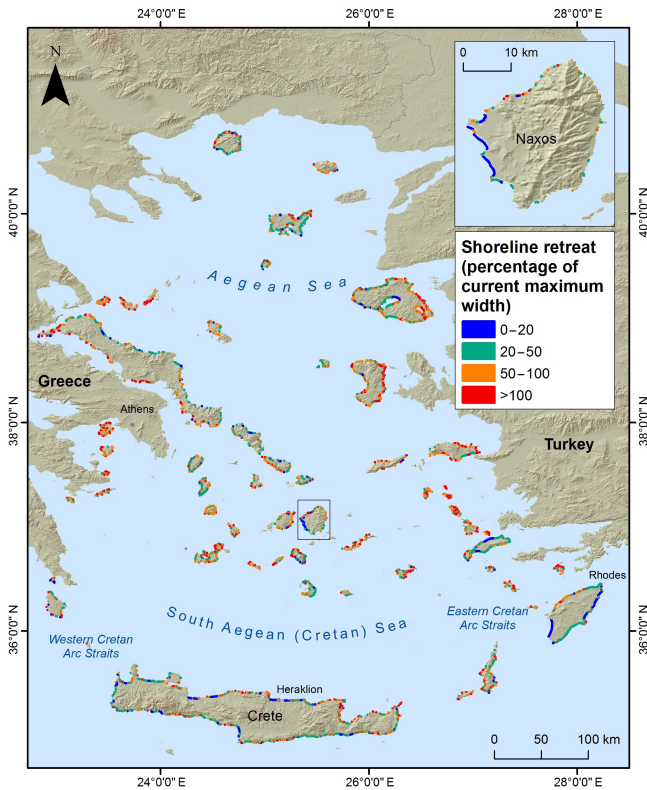 24°0'0" E
26°0'0" E
28°0'0" E
N
0
10 km
Naxos
40°0'0" N
40°0'0" N
Aegean Sea
Shoreline retreat
(percentage of
current maximum
width)
0–20
20–50
50–100
>100
Greece
Athens
38°0'0" N
38°0'0" N
Turkey
Rhodes
South Aegean (Cretan) Sea
Eastern Cretan
Arc Straits
Western Cretan
Arc Straits
36°0'0" N
36°0'0" N
Heraklion
Crete
0
50
100 km
24°0'0" E
26°0'0" E
28°0'0" E